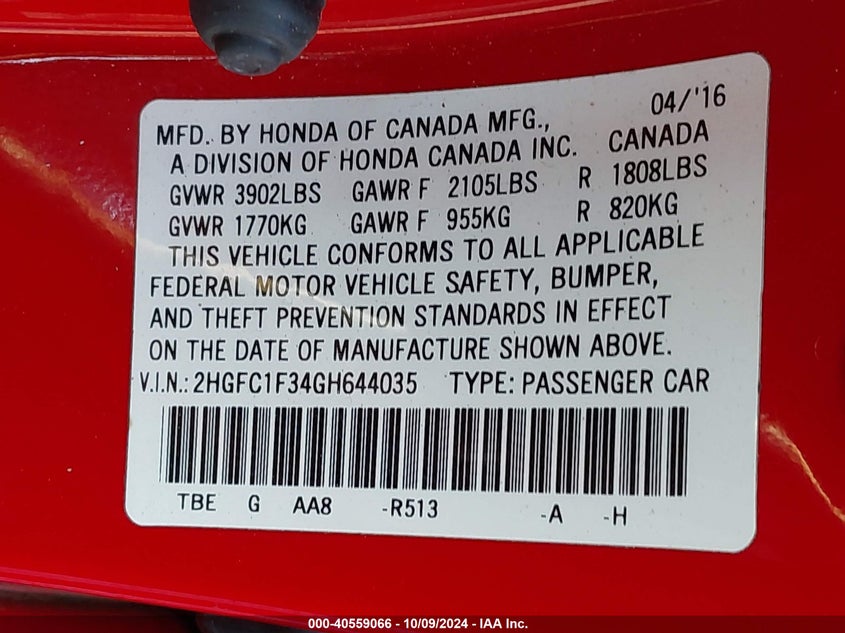 04/'16
MFD. BY HONDA OF CANADA MFG.,
A DIVISION OF HONDA CANADA INC. CANADA
GVWR 3902LBS GAWR F 2105LBS R 1808LBS
GVWR 1770KG GAWR F 955KG R 820KG
THIS VEHICLE CONFORMS TO ALL APPLICABLE
FEDERAL MOTOR VEHICLE SAFETY, BUMPER,
AND THEFT PREVENTION STANDARDS IN EFFECT
ON THE DATE OF MANUFACTURE SHOWN ABOVE.
V.I.N.: 2HGFC1F34GH644035 TYPE: PASSENGER CAR
TBE G AA8 -R513 -A -H
000-40559066 - 10/09/2024 - IAA Inc.